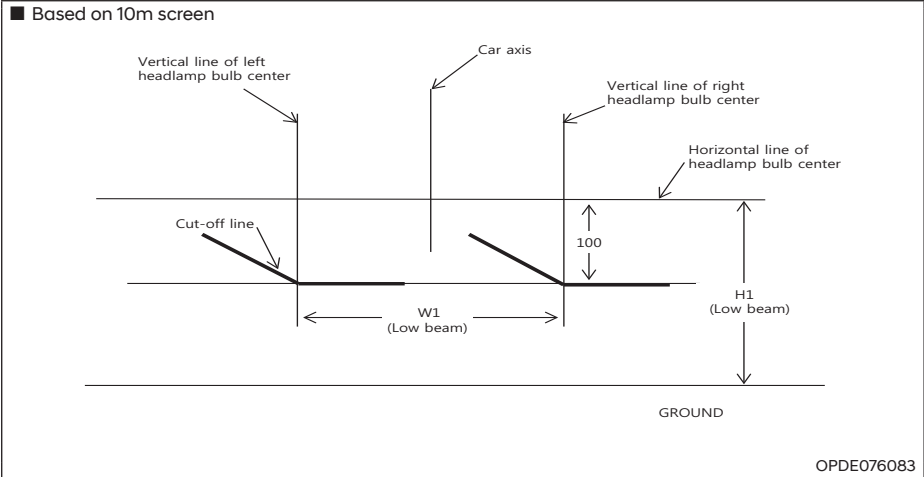 ■ Based on 10m screen
Car axis
Vertical line of left
headlamp bulb center
Vertical line of right
headlamp bulb center
Horizontal line of
headlamp bulb center
Cut-off line
100
H1
(Low beam)
W1
(Low beam)
GROUND
OPDE076083